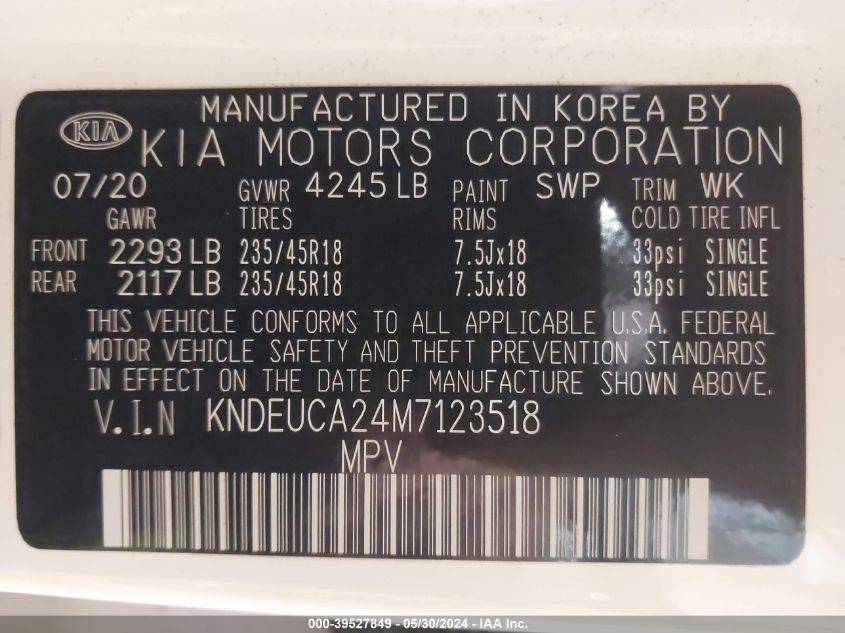 MANUFACTURED IN KOREA BY
KIA KIA MOTORS CORPORATION
07/20 GVWR 4245 LB PAINT SWP TRIM WK
GAWR TIRES RIMS COLD TIRE INFL
FRONT 2293 LB 235/45R18 7.5Jx18 33psi SINGLE
REAR 2117 LB 235/45R18 7.5Jx18 33psi SINGLE
THIS VEHICLE CONFORMS TO ALL APPLICABLE U.S.A. FEDERAL
MOTOR VEHICLE SAFETY AND THEFT PREVENTION STANDARDS
IN EFFECT ON THE DATE OF MANUFACTURE SHOWN ABOVE.
V.I.N KNDEUCA24M7123518
MPV
000-39527849 - 05/30/2024 - IAA Inc.